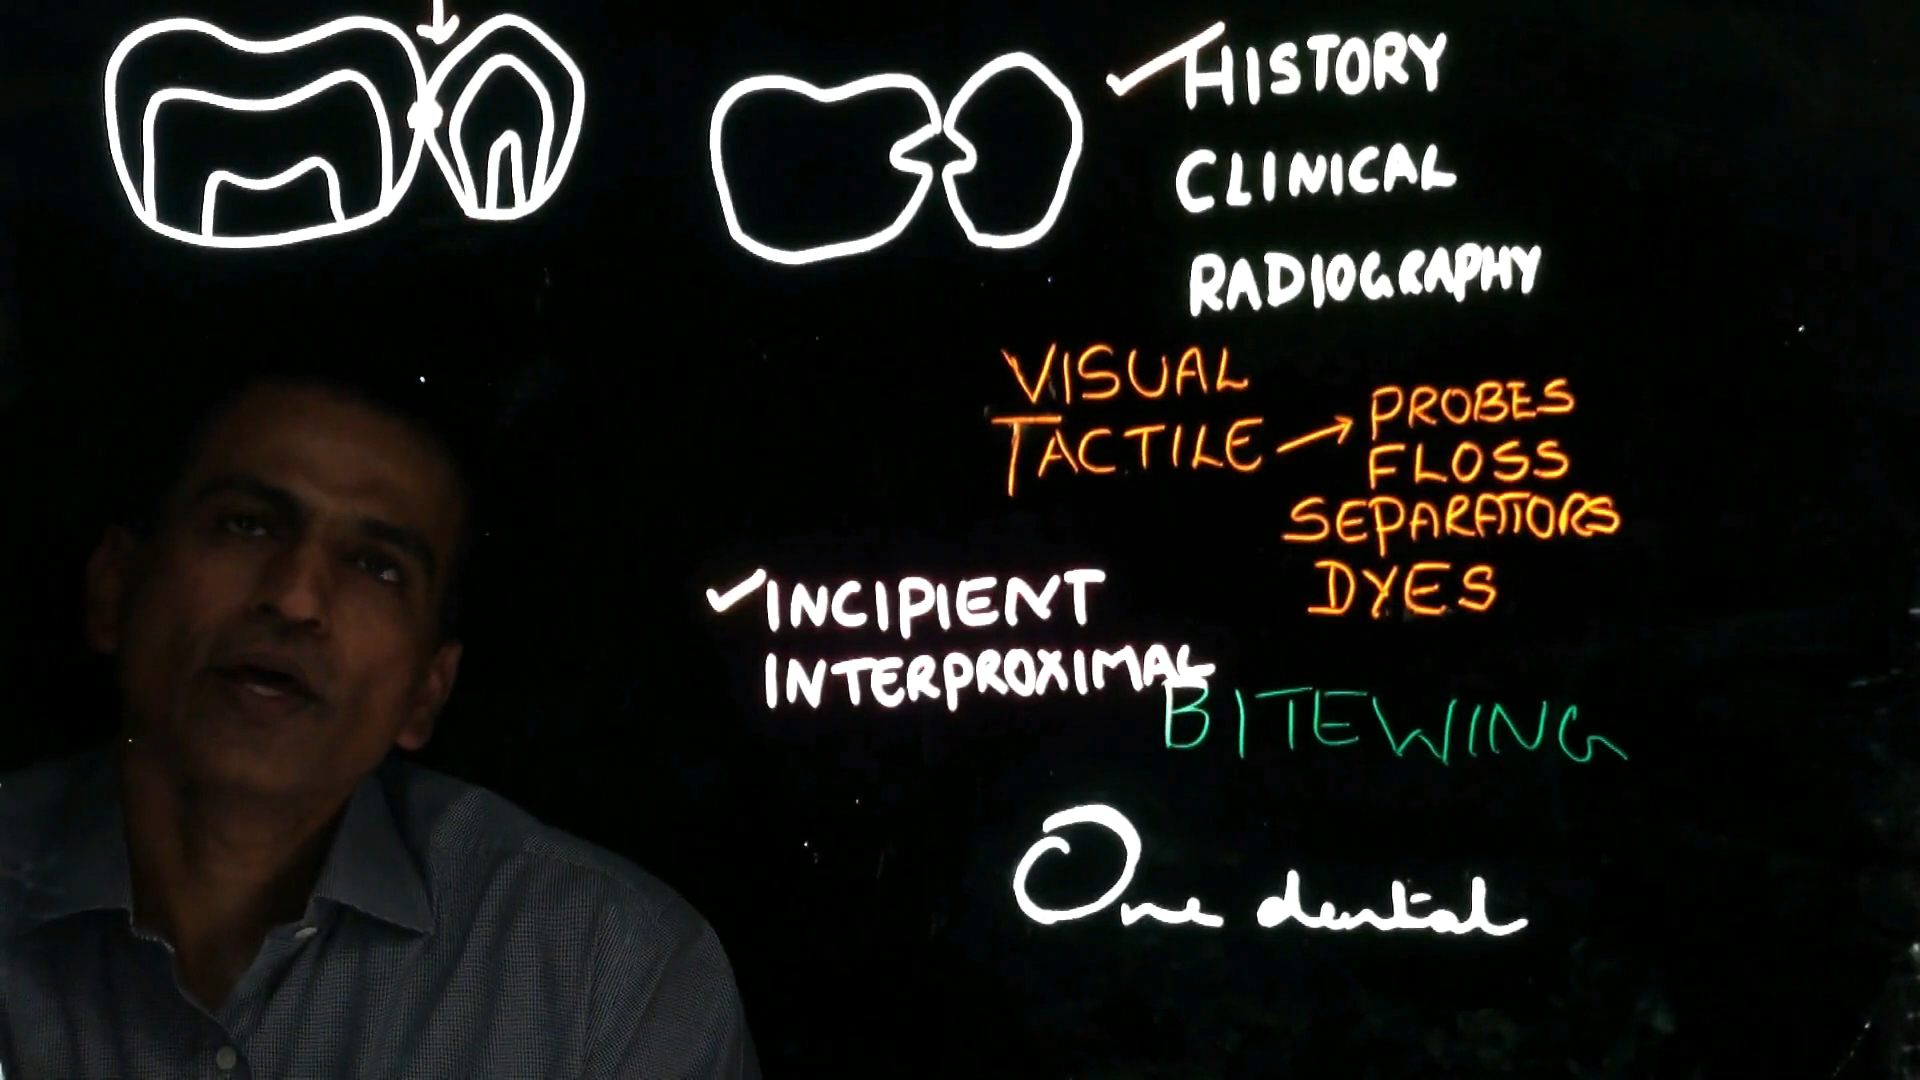 HISTORY
CLINICAL
RADIOGRAPHY
VISUAL
TACTILE → PROBES
FLOSS
SEPARATORS
DYES
INCIPIENT
INTERPROXIMAL
BITEWING
One dental